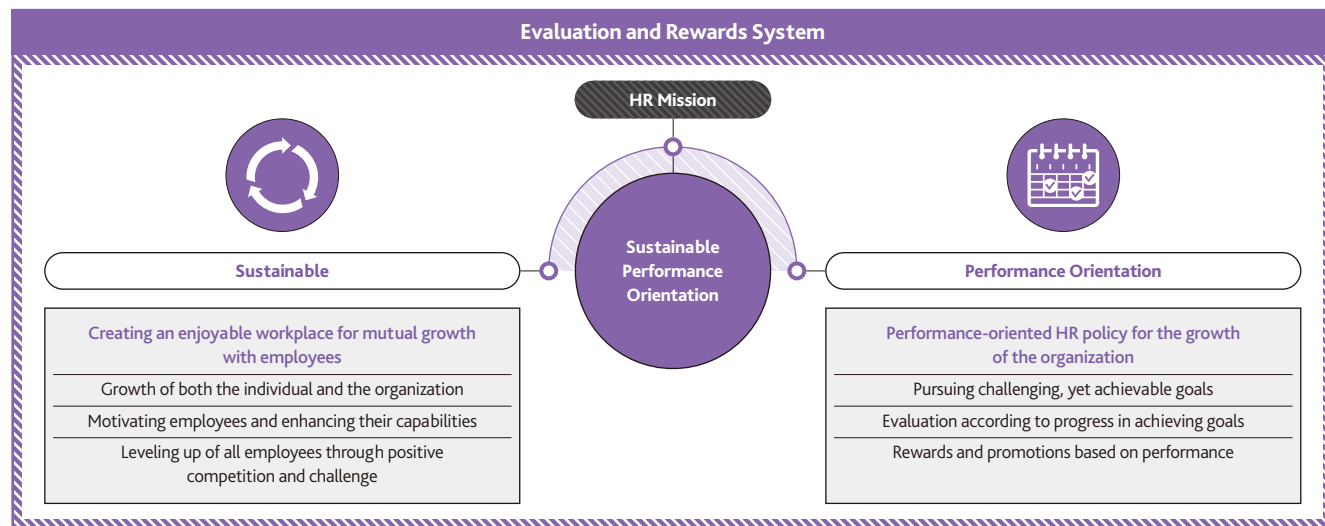 Evaluation and Rewards System
HR Mission
Sustainable
Performance
Orientation
Sustainable
Creating an enjoyable workplace for mutual growth
with employees
Growth of both the individual and the organization
Motivating employees and enhancing their capabilities
Leveling up of all employees through positive
competition and challenge
Performance Orientation
Performance-oriented HR policy for the growth
of the organization
Pursuing challenging, yet achievable goals
Evaluation according to progress in achieving goals
Rewards and promotions based on performance